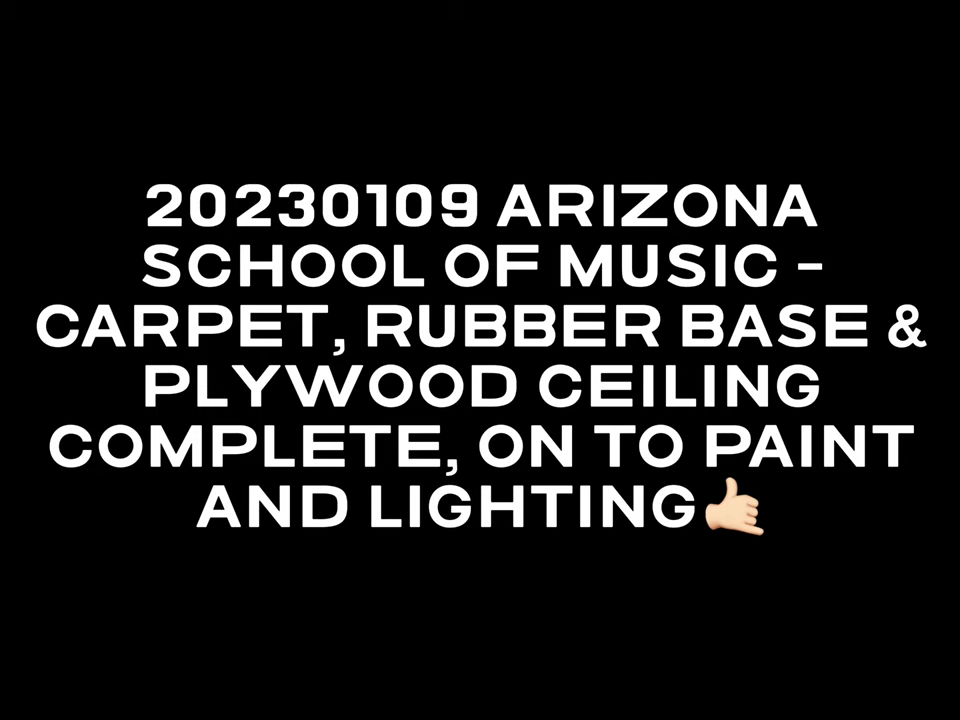 20230109 ARIZONA
SCHOOL OF MUSIC -
CARPET, RUBBER BASE &
PLYWOOD CEILING
COMPLETE, ON TO PAINT
AND LIGHTING🤙🏻